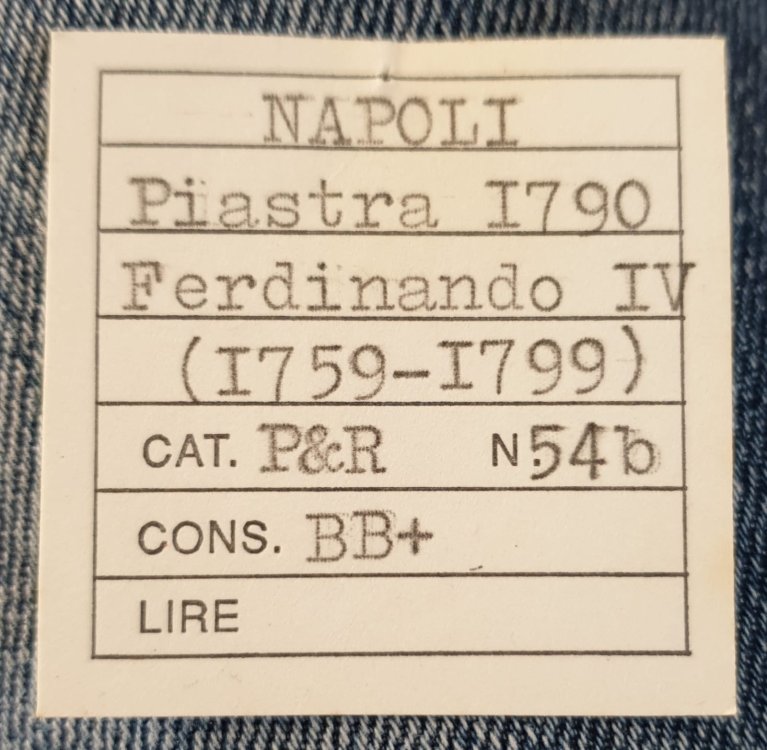 NAPOLI
Piastra I790
Ferdinando IV
(I759-I799)
CAT. P&R N.54b
CONS. BB+
LIRE